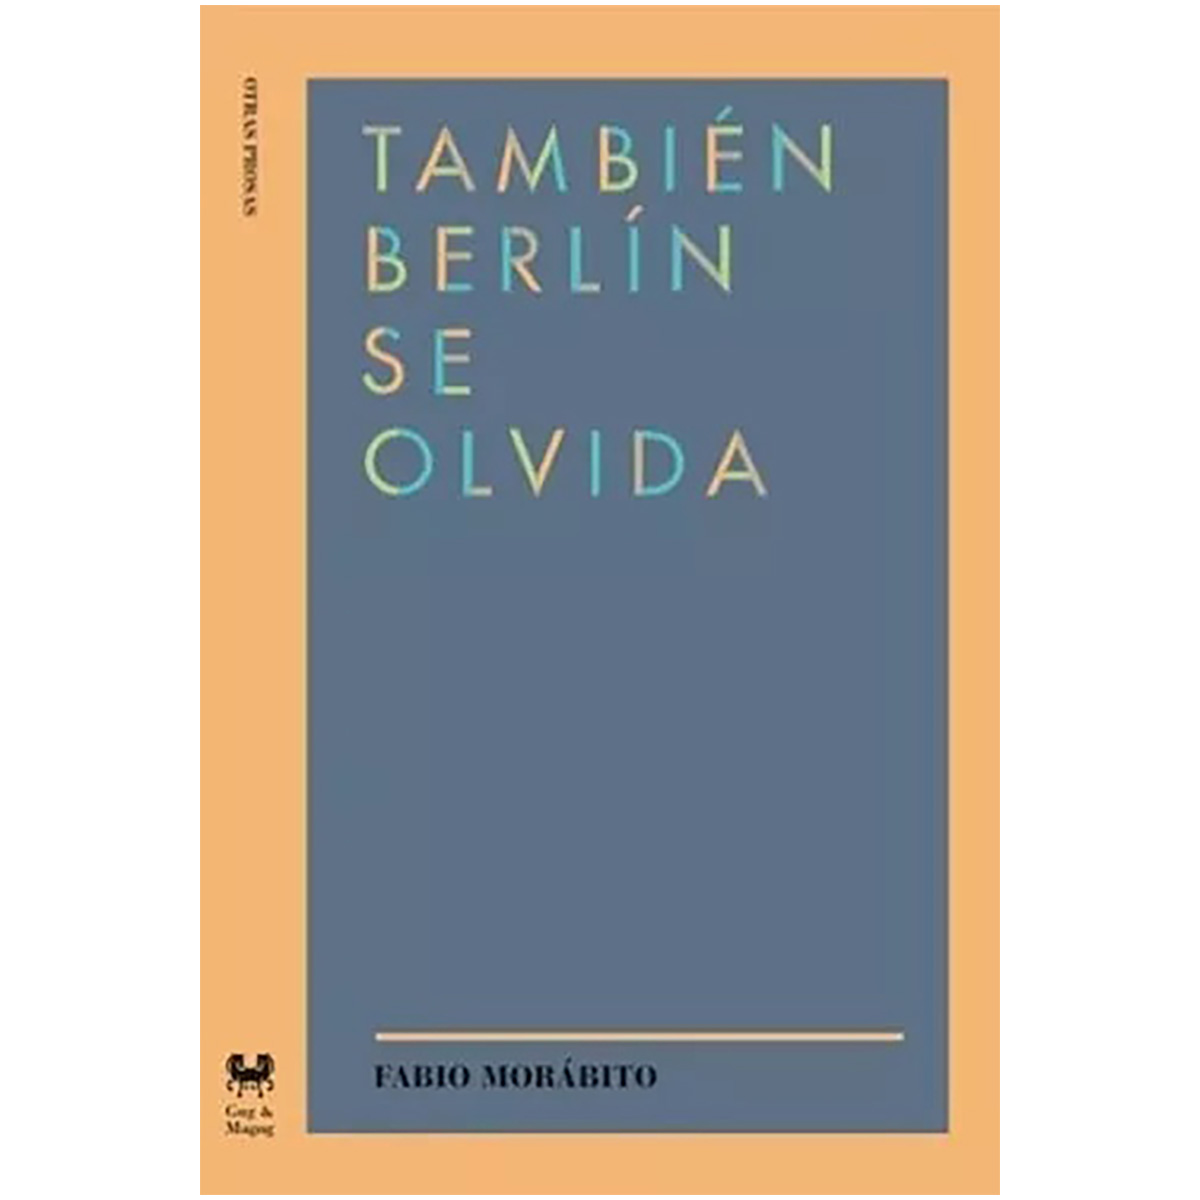 OTRAS PROSAS
TAMBIÉN
BERLÍN
SE
OLVIDA
FABIO MORÁBITO
Gog &
Magog